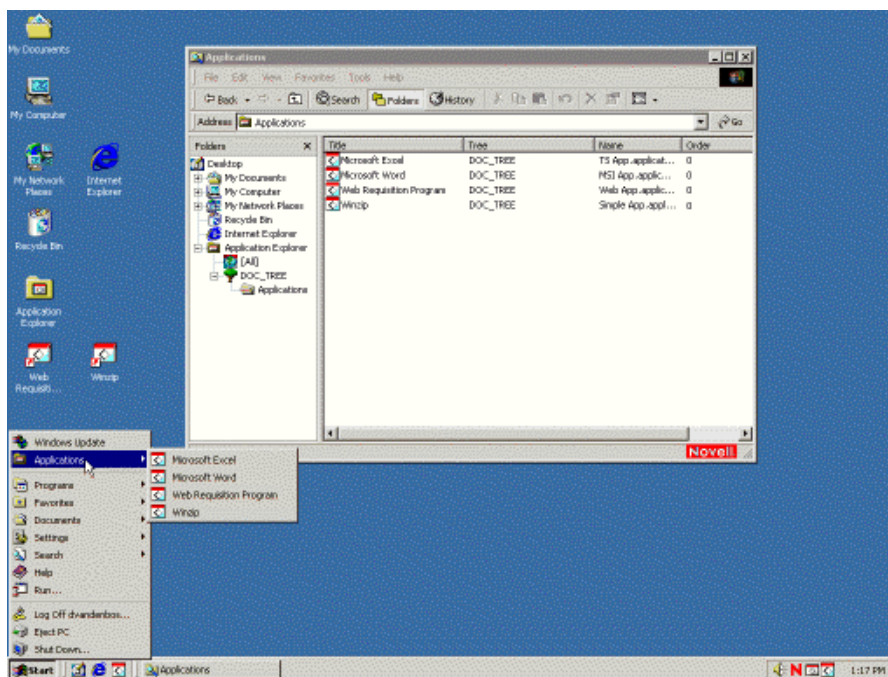 My Documents
My Computer
My Network
Places
Internet
Explorer
Recycle Bin
Application
Explorer
Web
Requisiti...
Winzip
Applications
File Edit View Favorites Tools Help
Back Search Folders History
Address Applications Go
Folders X
Desktop
My Documents
My Computer
My Network Places
Recycle Bin
Internet Explorer
Application Explorer
[All]
DOC_TREE
Applications
Title Tree Name Order
Microsoft Excel DOC_TREE TS App.applicat... 0
Microsoft Word DOC_TREE MSI App.applic... 0
Web Requisition Program DOC_TREE Web App.applic... 0
Winzip DOC_TREE Simple App.appl... 0
Novell
Windows Update
Applications
Programs
Favorites
Documents
Settings
Search
Help
Run...
Log Off dvandenbos...
Eject PC
Shut Down...
Microsoft Excel
Microsoft Word
Web Requisition Program
Winzip
Start Applications N 1:17 PM